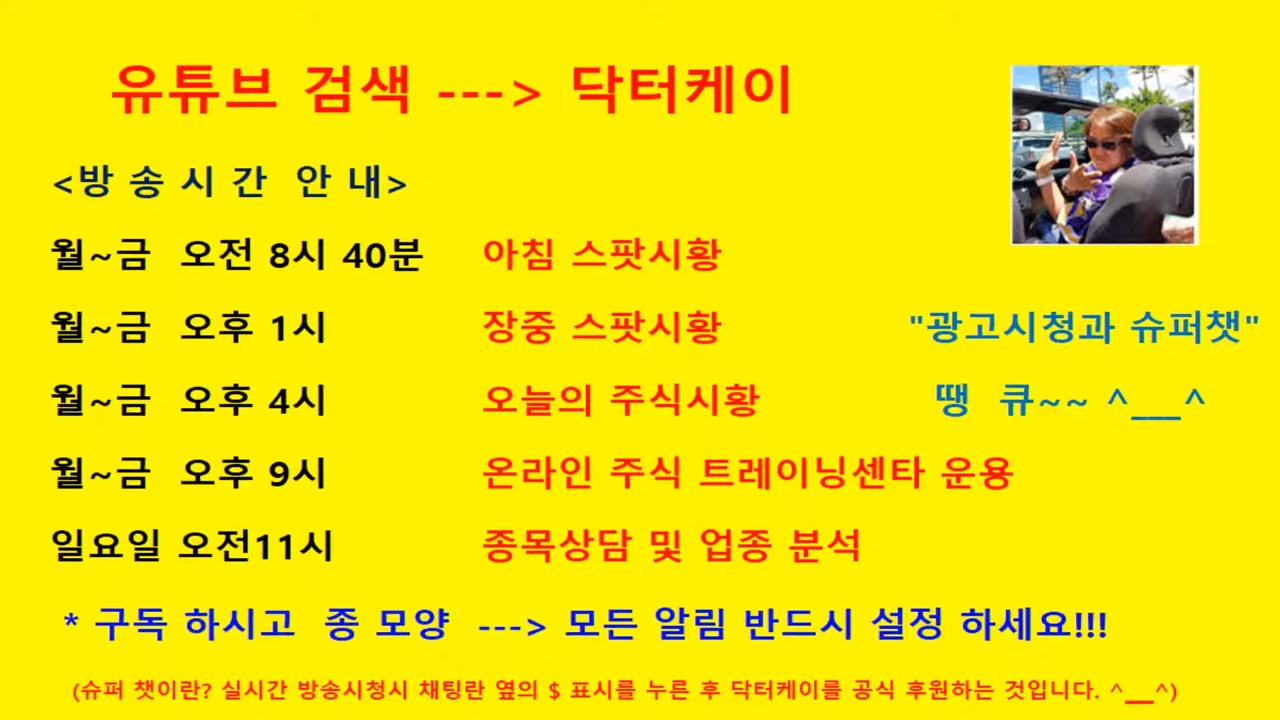 유튜브 검색 ---> 닥터케이
<방 송 시 간 안 내>
월~금 오전 8시 40분 아침 스팟시황
월~금 오후 1시 장중 스팟시황 "광고시청과 슈퍼챗"
월~금 오후 4시 오늘의 주식시황 땡 큐~~ ^___^
월~금 오후 9시 온라인 주식 트레이닝센타 운용
일요일 오전11시 종목상담 및 업종 분석
* 구독 하시고 종 모양 ---> 모든 알림 반드시 설정 하세요!!!
(슈퍼 챗이란? 실시간 방송시청시 채팅란 옆의 $ 표시를 누른 후 닥터케이를 공식 후원하는 것입니다. ^___^)